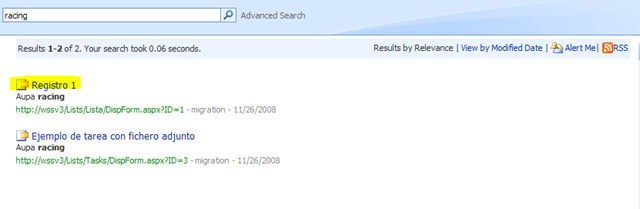 racing Advanced Search
Results 1-2 of 2. Your search took 0.06 seconds. Results by Relevance | View by Modified Date | Alert Me | RSS
Registro 1
Aupa racing
http://wssv3/Lists/Lista/DispForm.aspx?ID=1 - migration - 11/26/2008
Ejemplo de tarea con fichero adjunto
Aupa racing
http://wssv3/Lists/Tasks/DispForm.aspx?ID=3 - migration - 11/26/2008